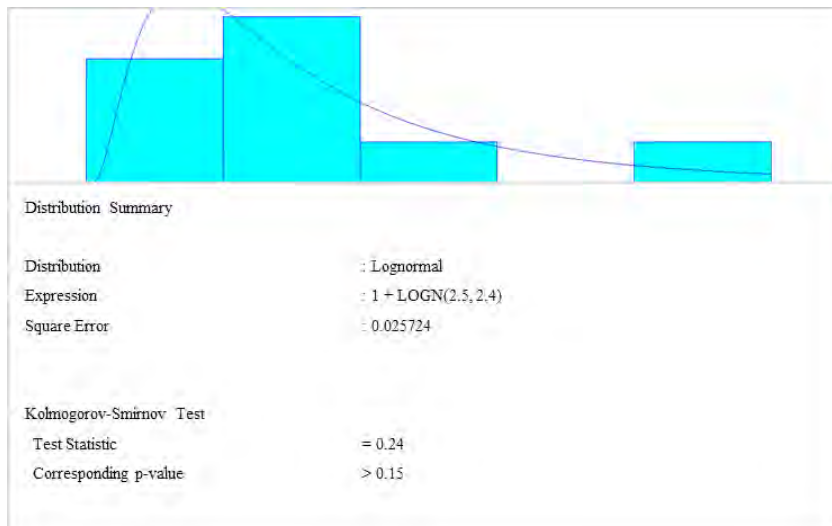 Distribution Summary
Distribution : Lognormal
Expression : 1 + LOGN(2.5, 2.4)
Square Error : 0.025724
Kolmogorov-Smirnov Test
Test Statistic = 0.24
Corresponding p-value > 0.15